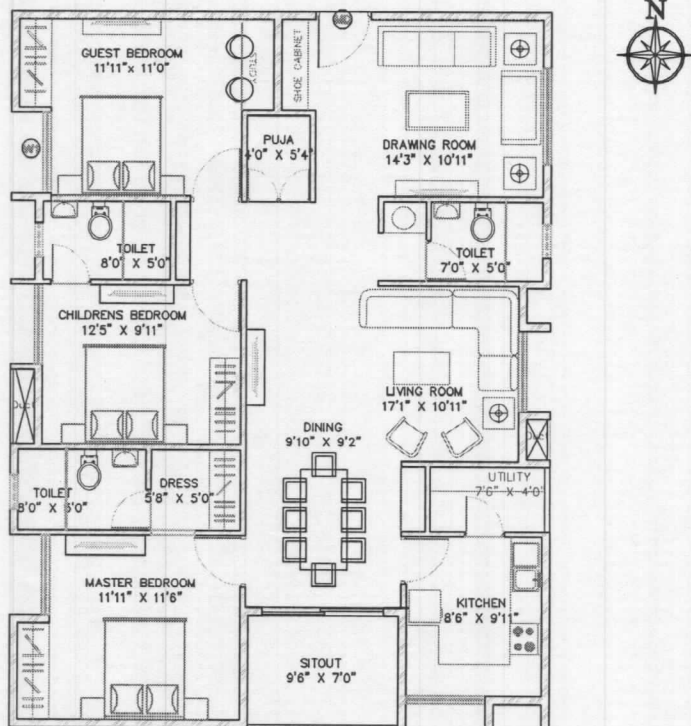 N
GUEST BEDROOM
11'11"x 11'0"
STUDY
SHOE CABINET
PUJA
4'0" X 5'4"
DRAWING ROOM
14'3" X 10'11"
TOILET
8'0" X 5'0"
TOILET
7'0" X 5'0"
CHILDRENS BEDROOM
12'5" X 9'11"
LIVING ROOM
17'1" X 10'11"
DINING
9'10" X 9'2"
TOILET
8'0" X 5'0"
DRESS
5'8" X 5'0"
UTILITY
7'6" X 4'0"
MASTER BEDROOM
11'11" X 11'6"
KITCHEN
8'6" X 9'11"
SITOUT
9'6" X 7'0"